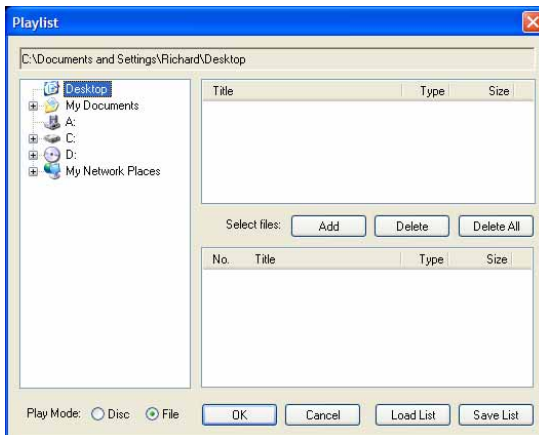 Playlist
C:\Documents and Settings\Richard\Desktop
Desktop
My Documents
A:
C:
D:
My Network Places
Title Type Size
Select files: Add Delete Delete All
No. Title Type Size
Play Mode: Disc File OK Cancel Load List Save List